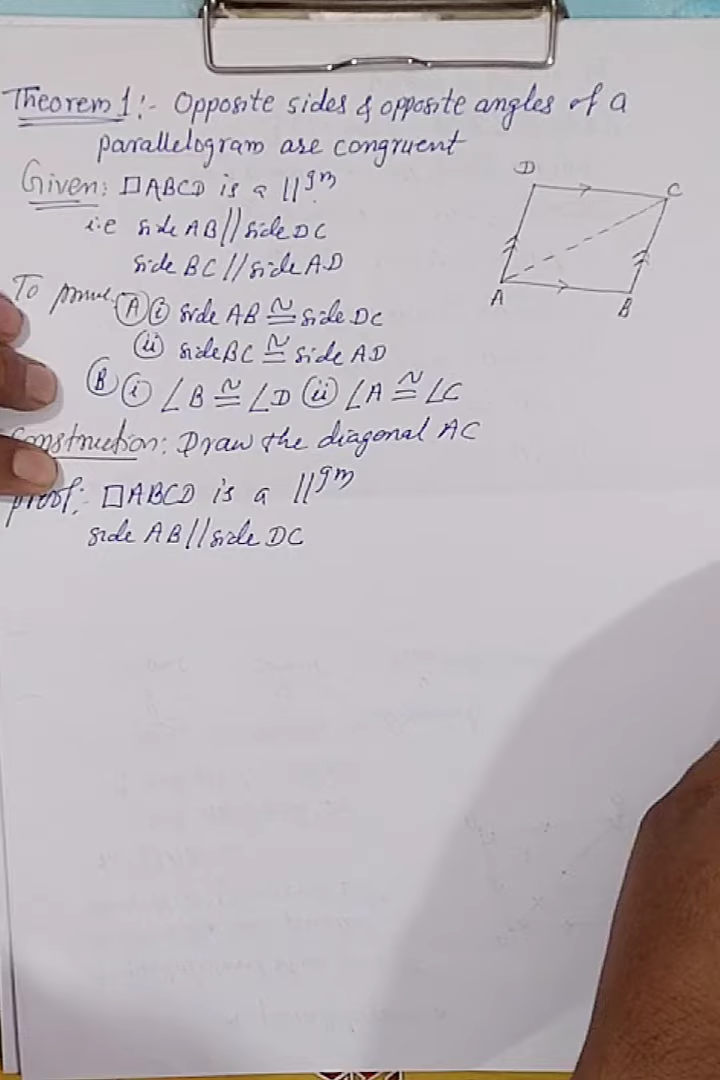 Theorem 1:- Opposite sides & opposite angles of a
parallelogram are congruent
Given: □ABCD is a ||gm
i.e side AB // side DC
side BC // side AD
To prove (A) (i) side AB ≅ side DC
(ii) side BC ≅ side AD
(B) (i) ∠B ≅ ∠D (ii) ∠A ≅ ∠C
Construction: Draw the diagonal AC
proof:- □ABCD is a ||gm
side AB // side DC
D
C
A
B